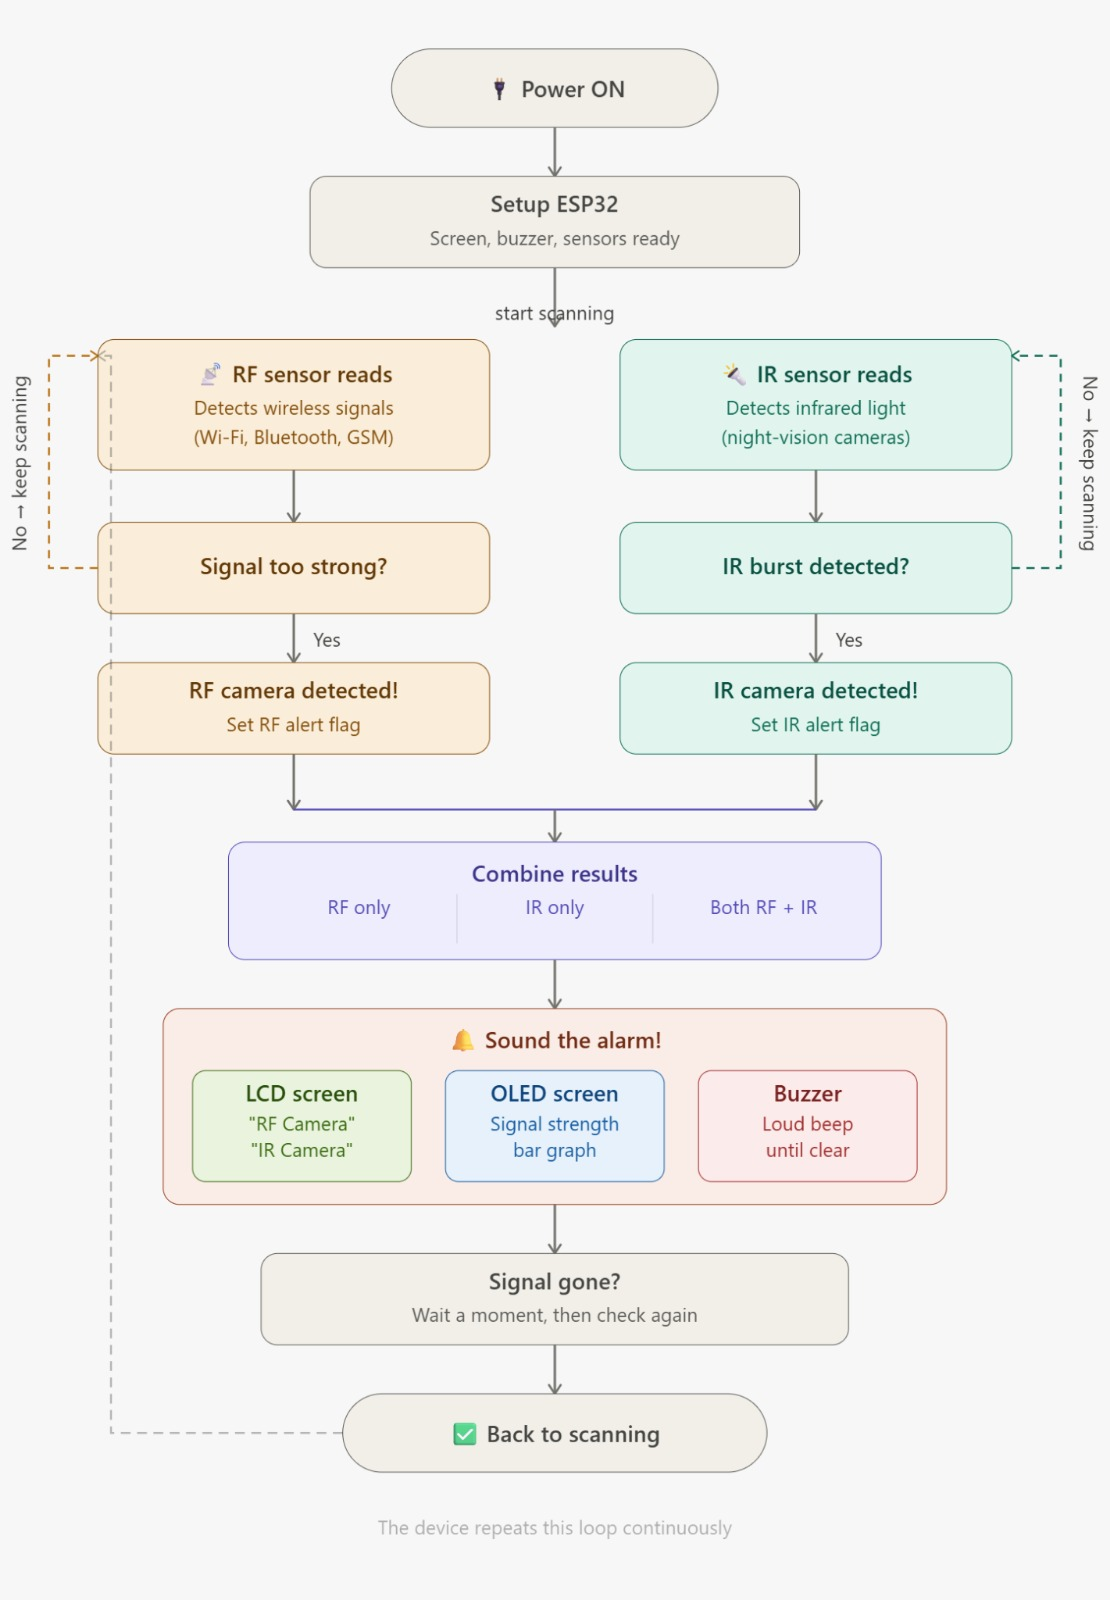 Power ON
Setup ESP32
Screen, buzzer, sensors ready
start scanning
RF sensor reads
Detects wireless signals
(Wi-Fi, Bluetooth, GSM)
No → keep scanning
Signal too strong?
Yes
RF camera detected!
Set RF alert flag
IR sensor reads
Detects infrared light
(night-vision cameras)
No → keep scanning
IR burst detected?
Yes
IR camera detected!
Set IR alert flag
Combine results
RF only
IR only
Both RF + IR
Sound the alarm!
LCD screen
"RF Camera"
"IR Camera"
OLED screen
Signal strength
bar graph
Buzzer
Loud beep
until clear
Signal gone?
Wait a moment, then check again
Back to scanning
The device repeats this loop continuously